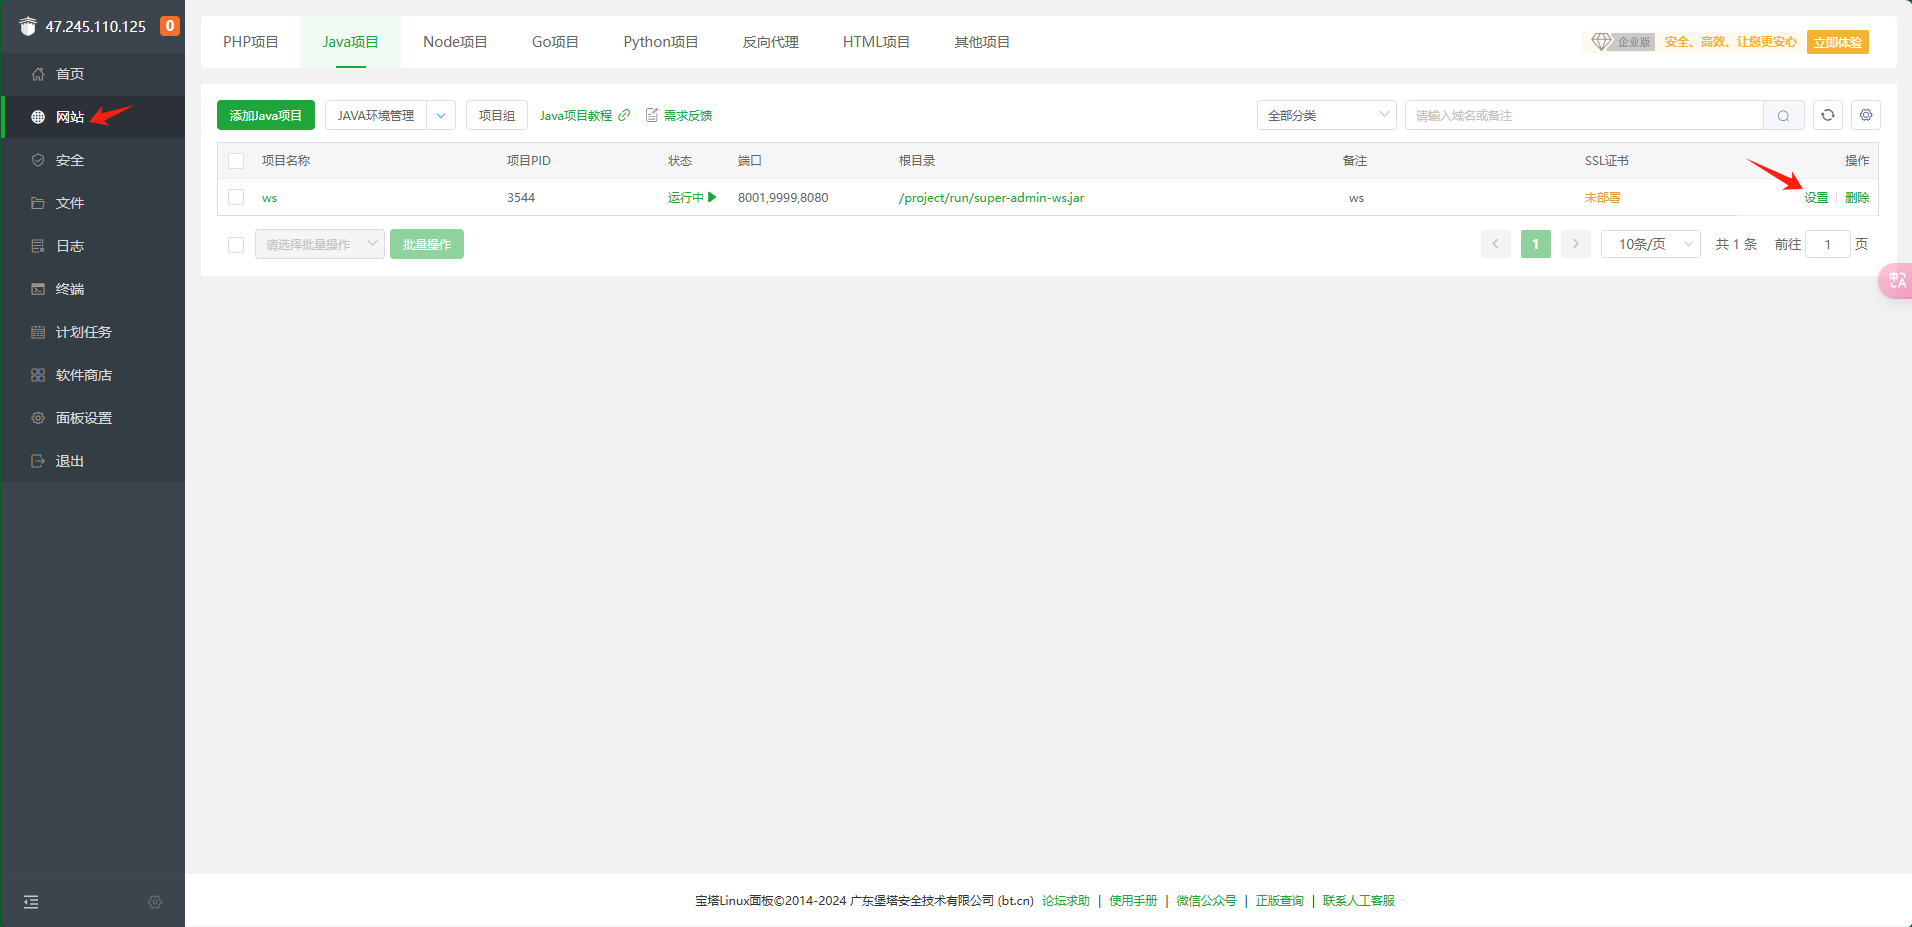 47.245.110.125 0
首页
网站
安全
文件
日志
终端
计划任务
软件商店
面板设置
退出
PHP项目 Java项目 Node项目 Go项目 Python项目 反向代理 HTML项目 其他项目
企业版 安全、高效、让您更安心 立即体验
添加Java项目 JAVA环境管理 项目组 Java项目教程 需求反馈 全部分类 请输入域名或备注
项目名称 项目PID 状态 端口 根目录 备注 SSL证书 操作
ws 3544 运行中 8001,9999,8080 /project/run/super-admin-ws.jar ws 未部署 设置 | 删除
请选择批量操作 批量操作 1 10条/页 共 1 条 前往 1 页
中A
宝塔Linux面板©2014-2024 广东堡塔安全技术有限公司 (bt.cn) 论坛求助 | 使用手册 | 微信公众号 | 正版查询 | 联系人工客服